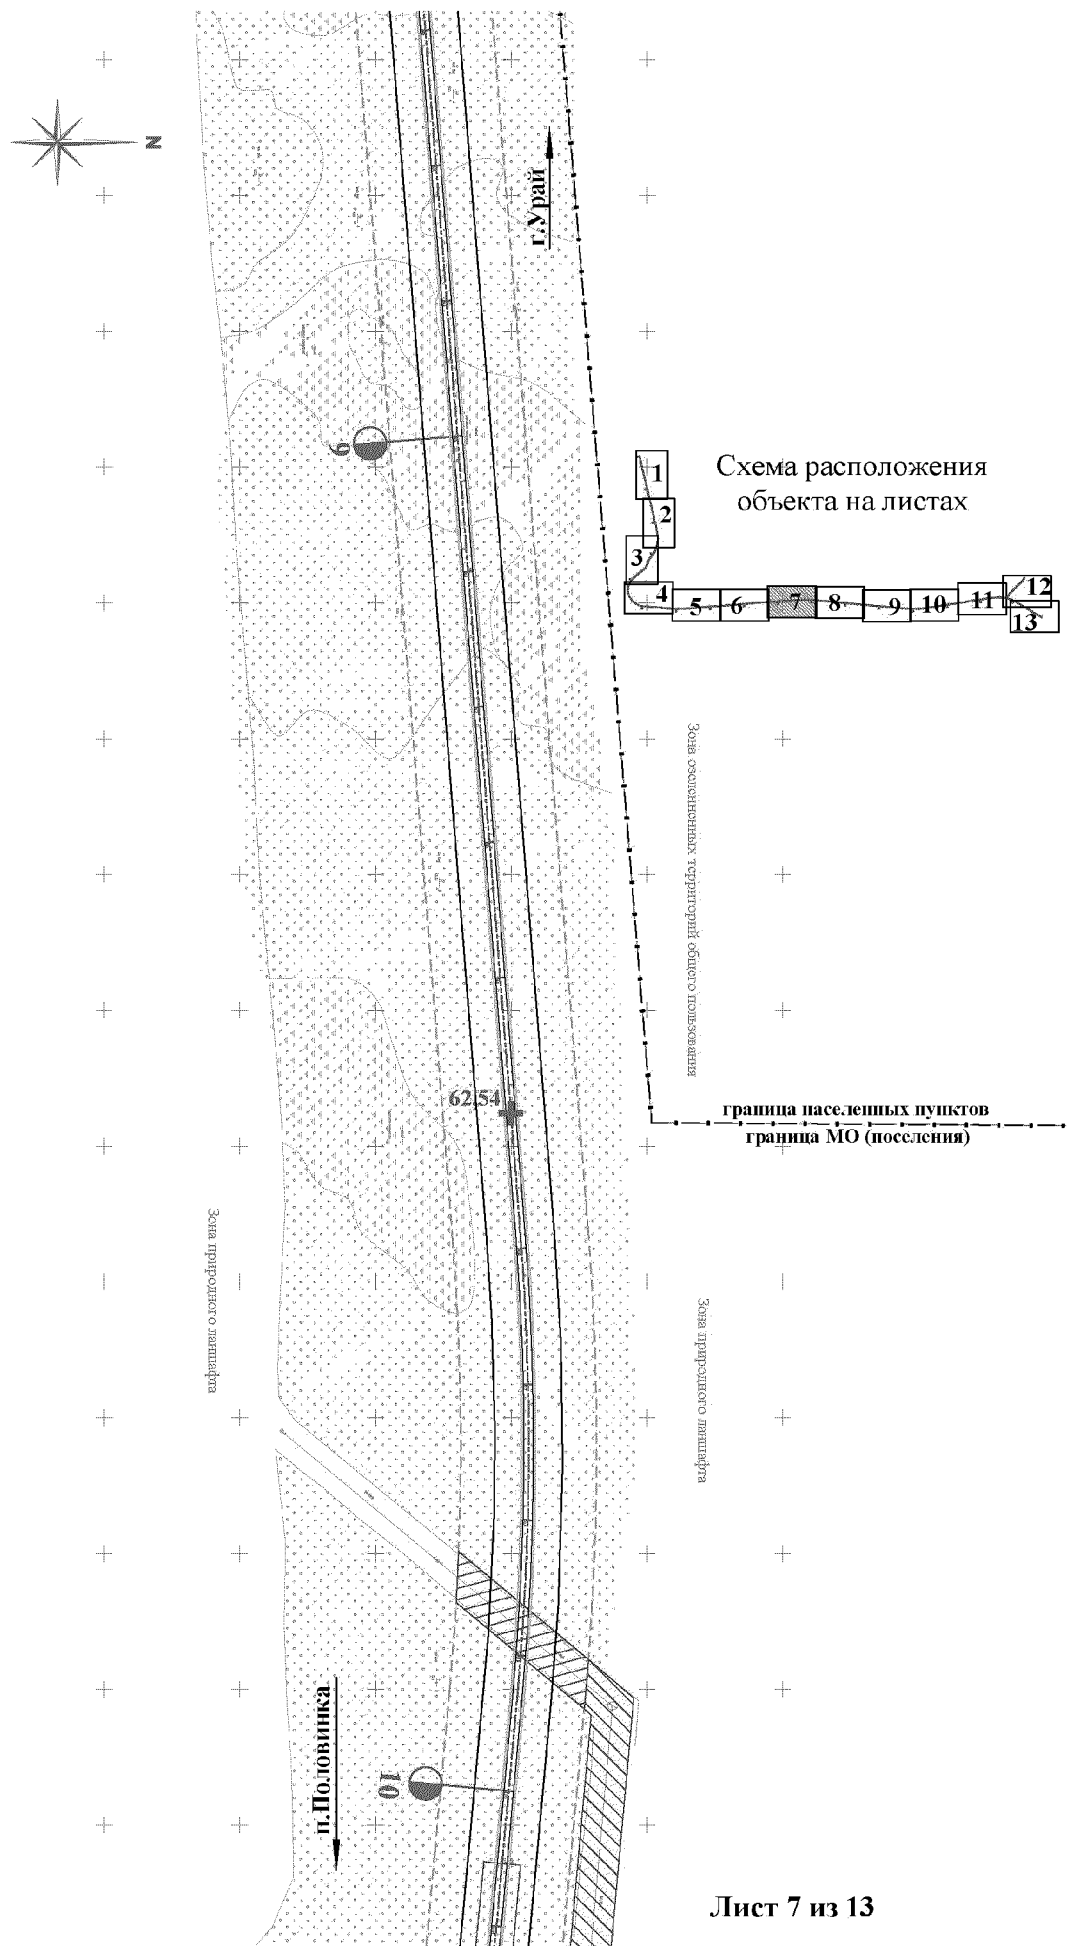 N
г.Урай
9
Схема расположения
объекта на листах
1
2
3
4
5
6
7
8
9
10
11
12
13
Зона озелененных территорий общего пользования
62,54
граница населенных пунктов
граница МО (поселения)
Зона природного ланшафта
Зона природного ланшафта
п.Половинка
10
Лист 7 из 13